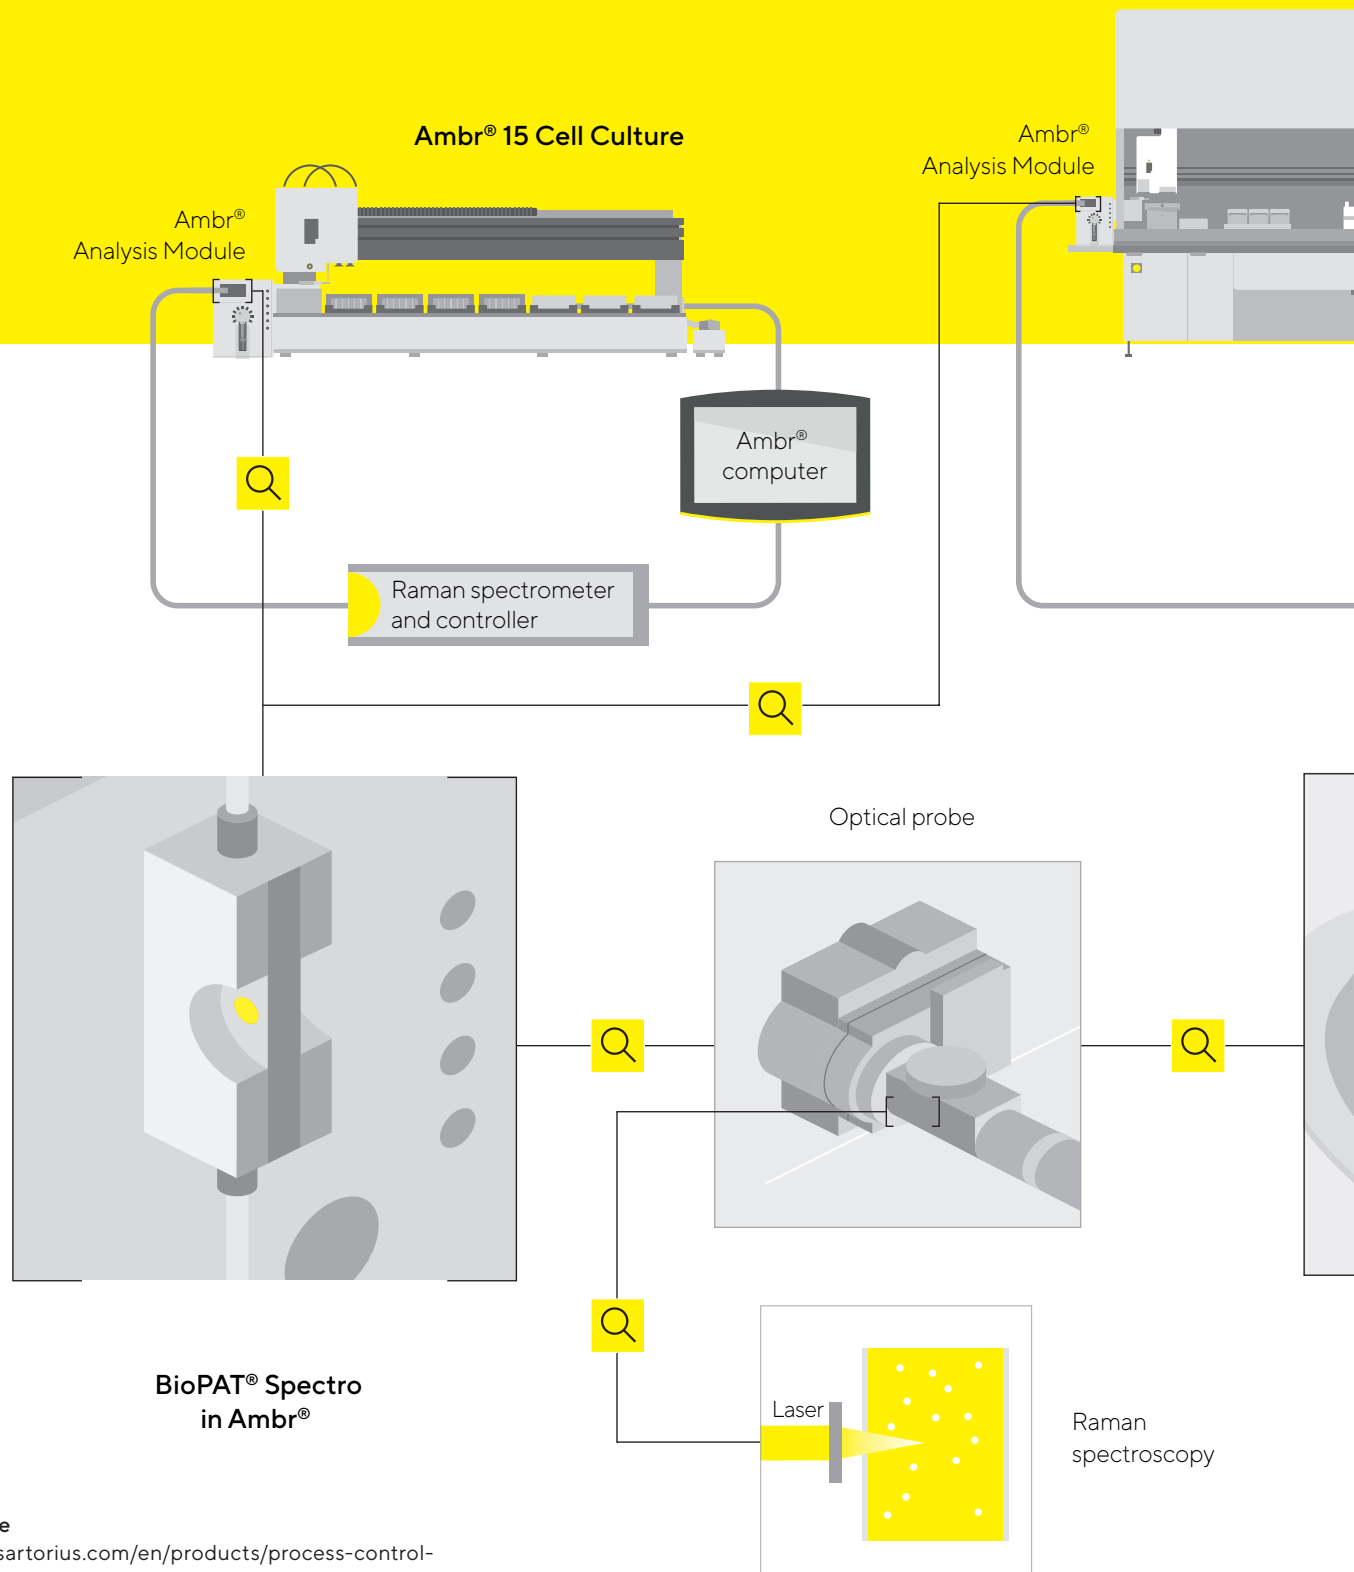 Ambr® 15 Cell Culture
Ambr®
Analysis Module
Ambr®
Analysis Module
Ambr®
computer
Raman spectrometer
and controller
Optical probe
BioPAT® Spectro
in Ambr®
Laser
Raman
spectroscopy
sartorius.com/en/products/process-control-